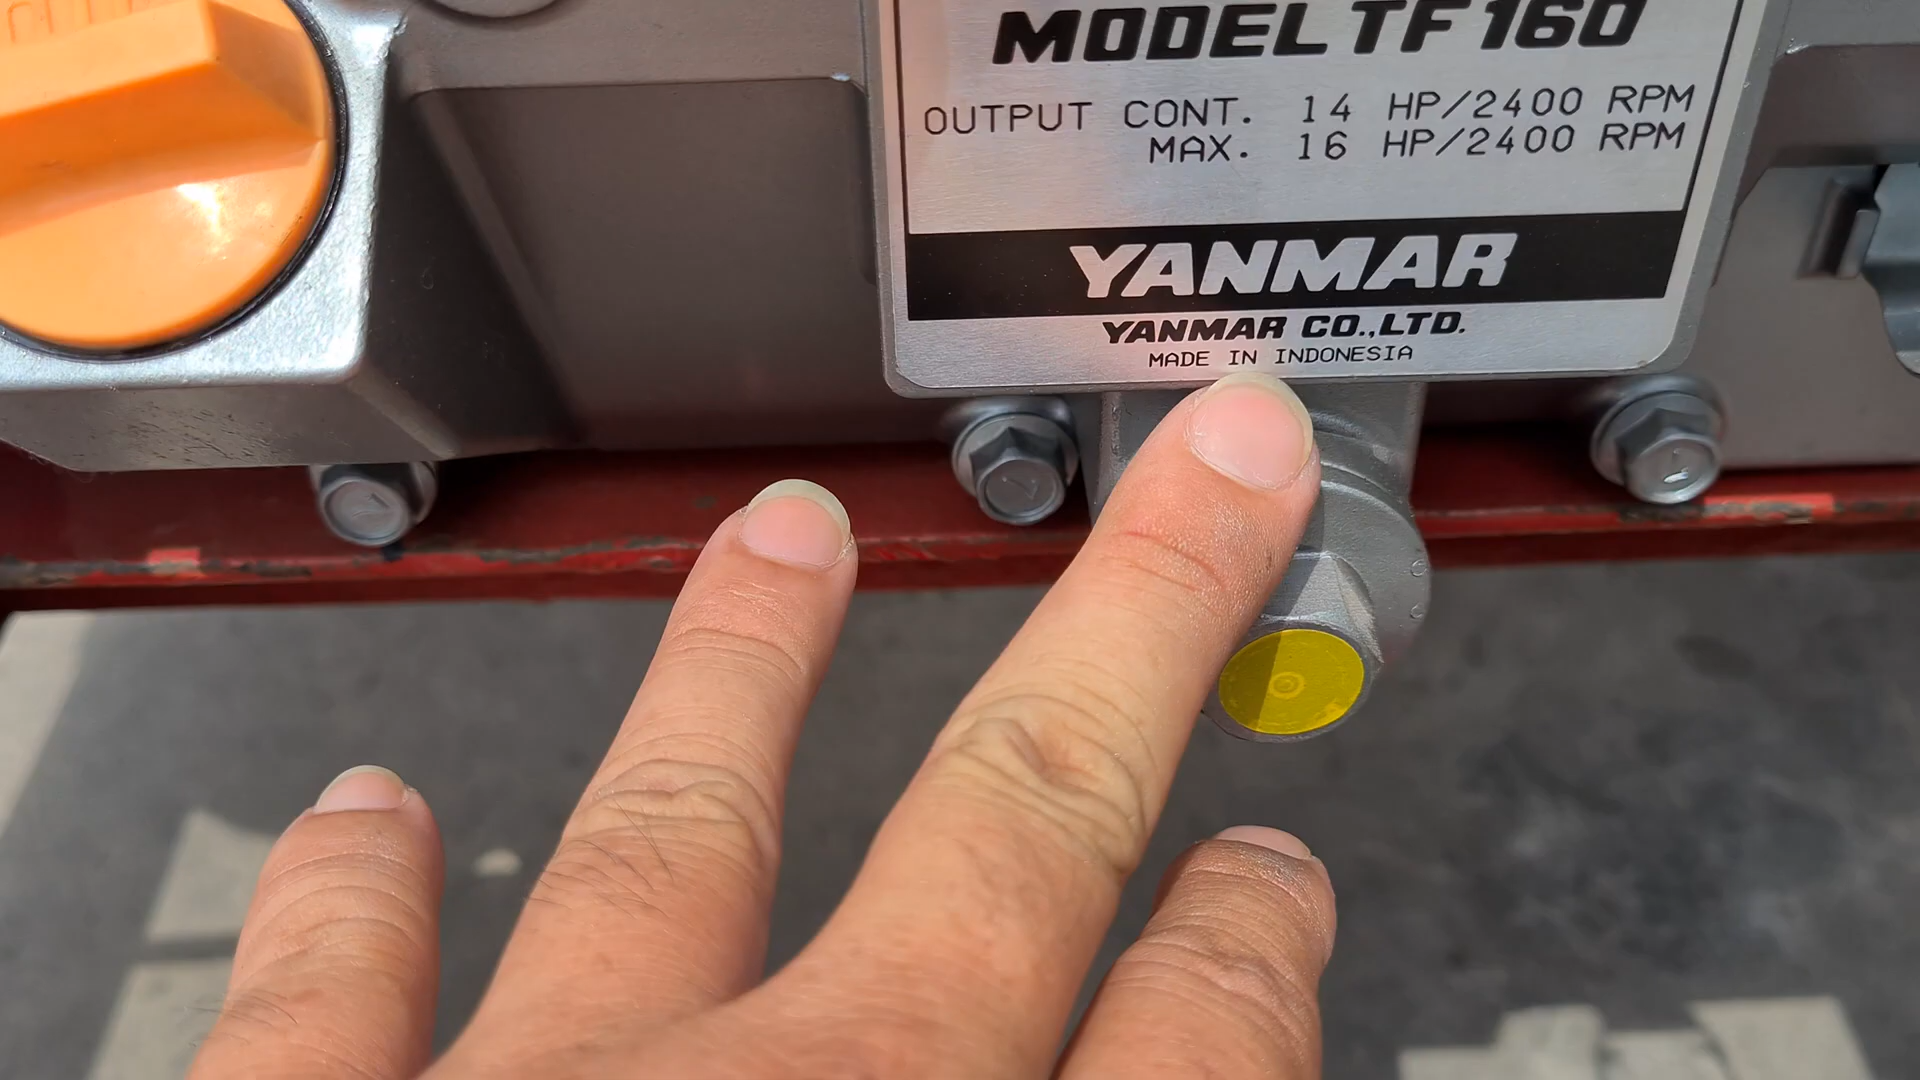 MODEL TF160
OUTPUT CONT. 14 HP/2400 RPM
MAX. 16 HP/2400 RPM
YANMAR
YANMAR CO.,LTD.
MADE IN INDONESIA
7